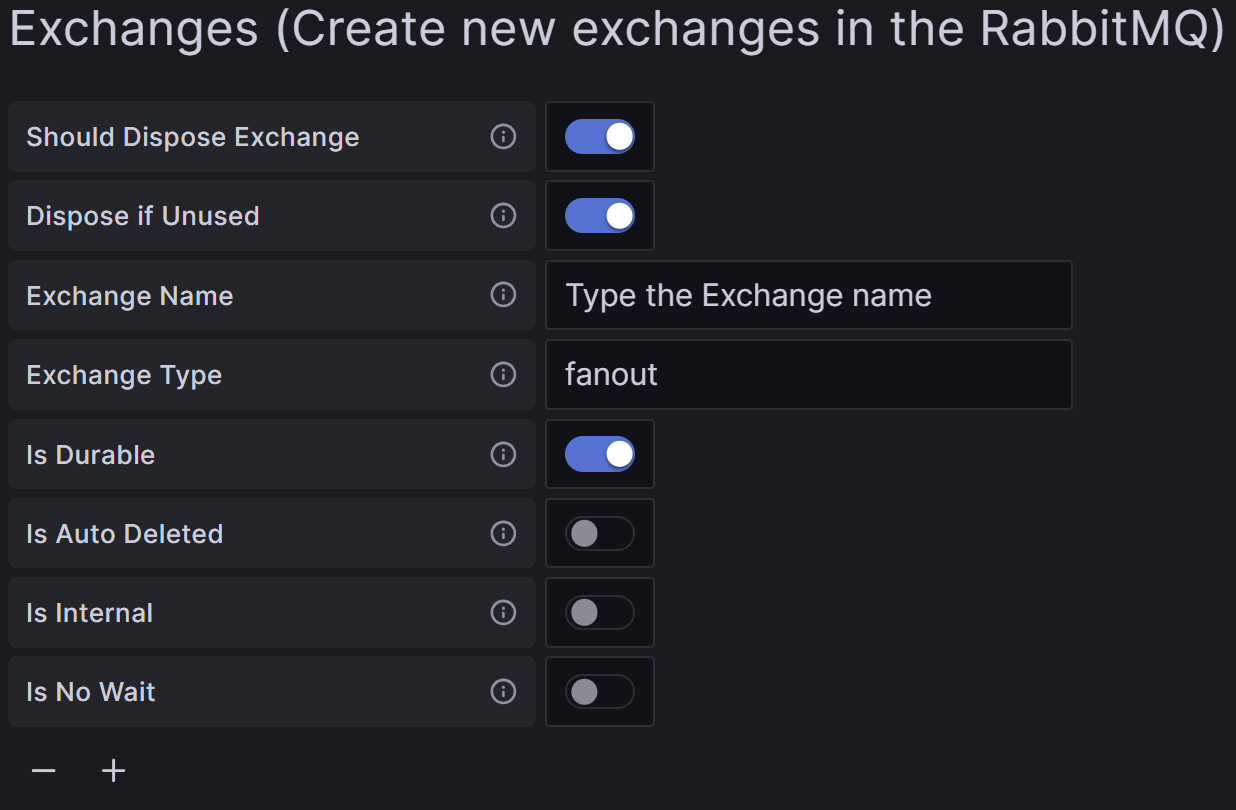 Exchanges (Create new exchanges in the RabbitMQ)
Should Dispose Exchange
Dispose if Unused
Exchange Name Type the Exchange name
Exchange Type fanout
Is Durable
Is Auto Deleted
Is Internal
Is No Wait